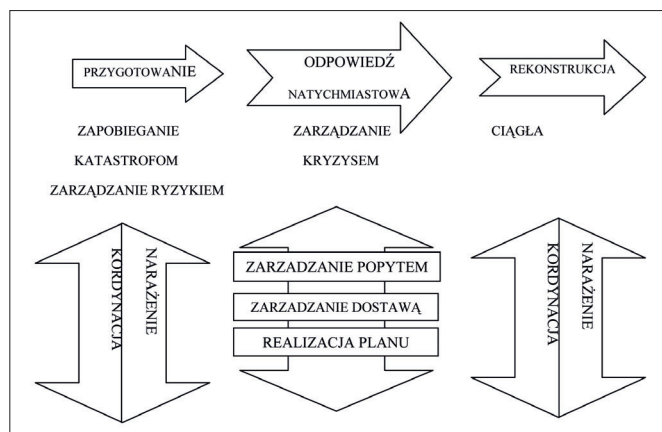 PRZYGOTOWANIE
ODPOWIEDŹ
NATYCHMIASTOWA
REKONSTRUKCJA
ZAPOBIEGANIE
KATASTROFOM
ZARZĄDZANIE RYZYKIEM
ZARZĄDZANIE
KRYZYSEM
CIĄGŁA
KORDYNACJA
NARAŻENIE
ZARZADZANIE POPYTEM
ZARZADZANIE DOSTAWĄ
REALIZACJA PLANU
KORDYNACJA
NARAŻENIE